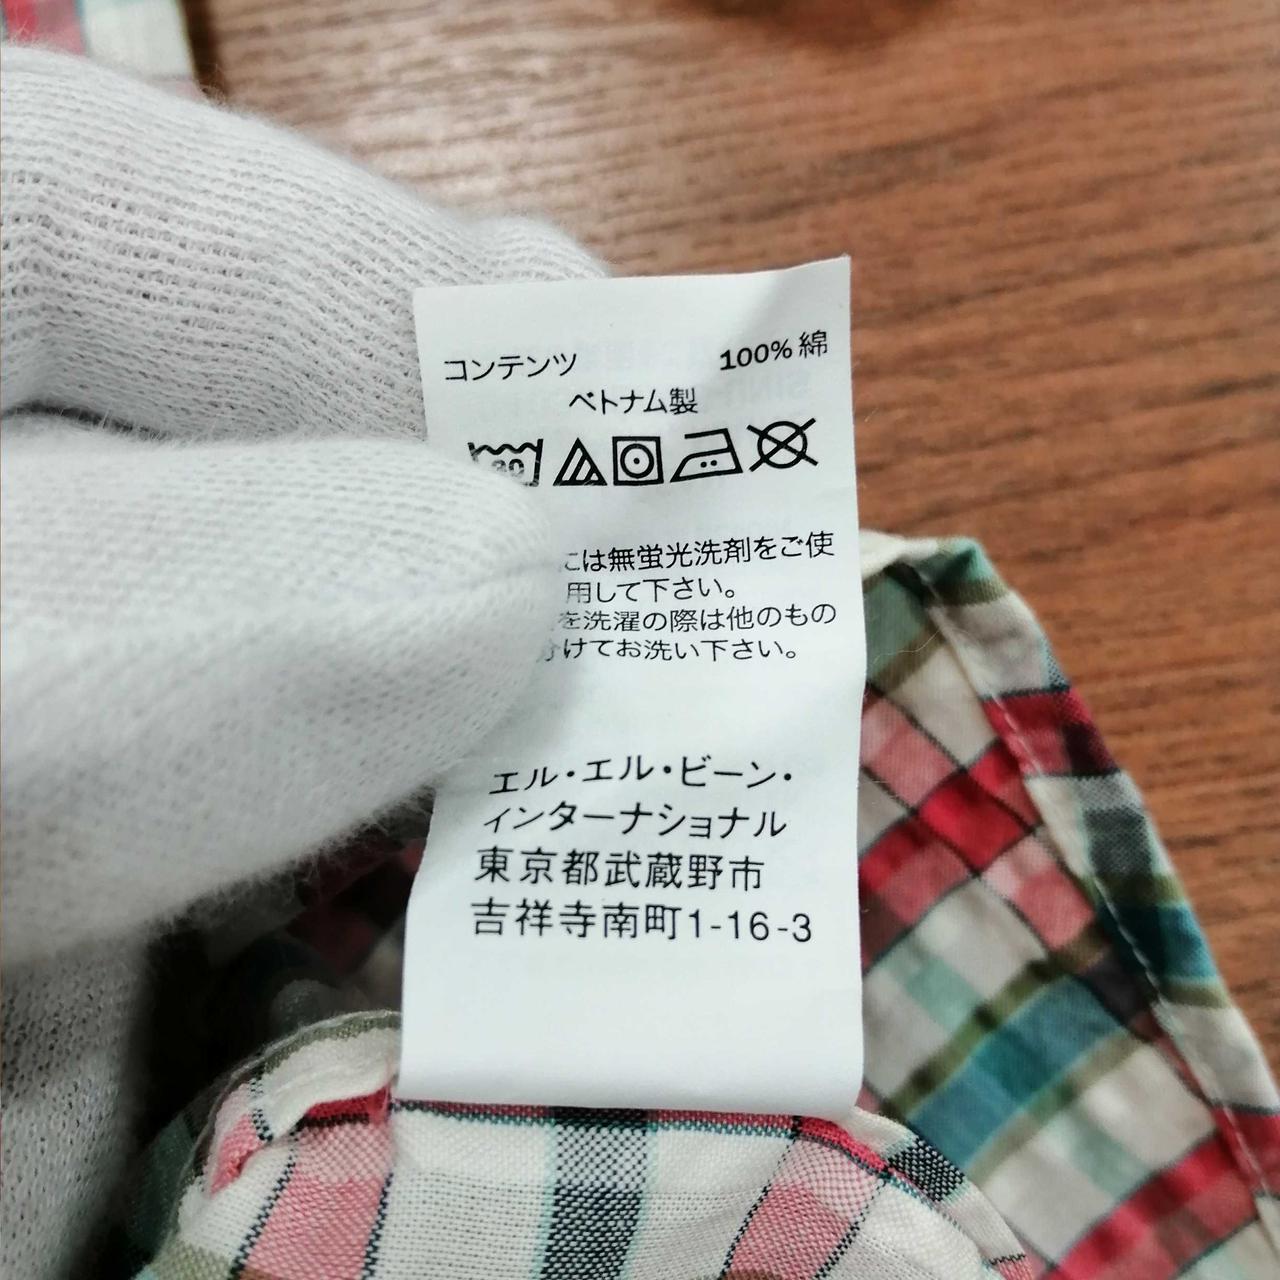 コンテンツ 100% 綿
ベトナム製
30
には無蛍光洗剤をご使
用して下さい。
を洗濯の際は他のもの
分けてお洗い下さい。
エル・エル・ビーン・
インターナショナル
東京都武蔵野市
吉祥寺南町1-16-3